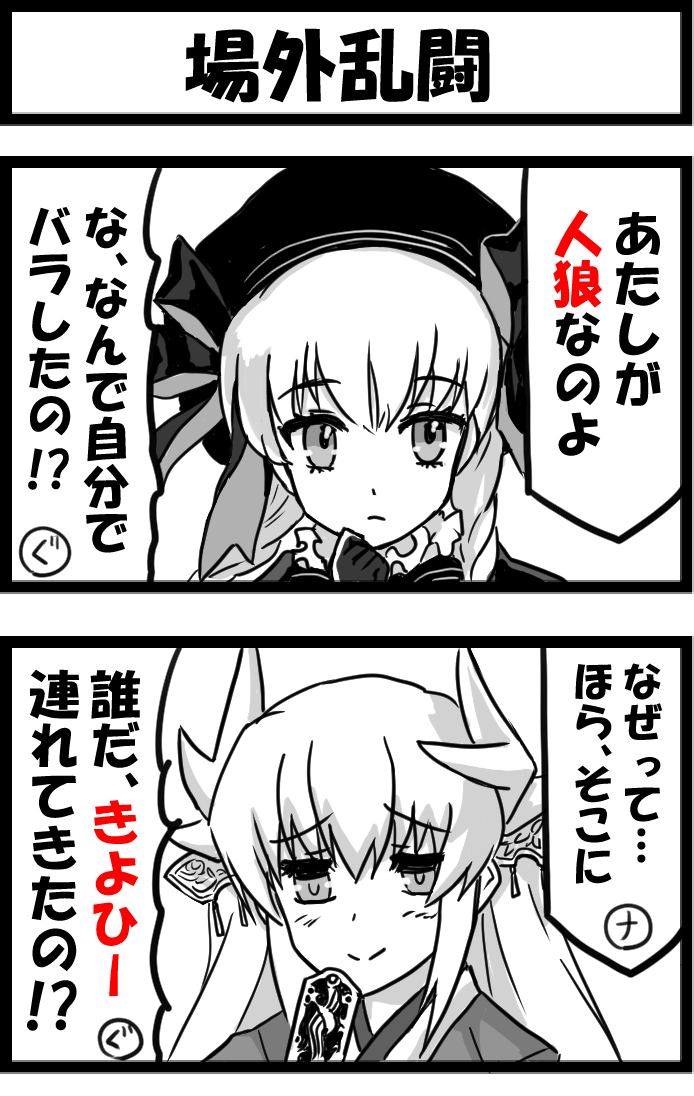 場外乱闘
あたしが
人狼なのよ
な、なんで自分で
バラしたの!?
ぐ
なぜって…
ほら、そこに
ナ
誰だ、きよひー
連れてきたの!?
ぐ